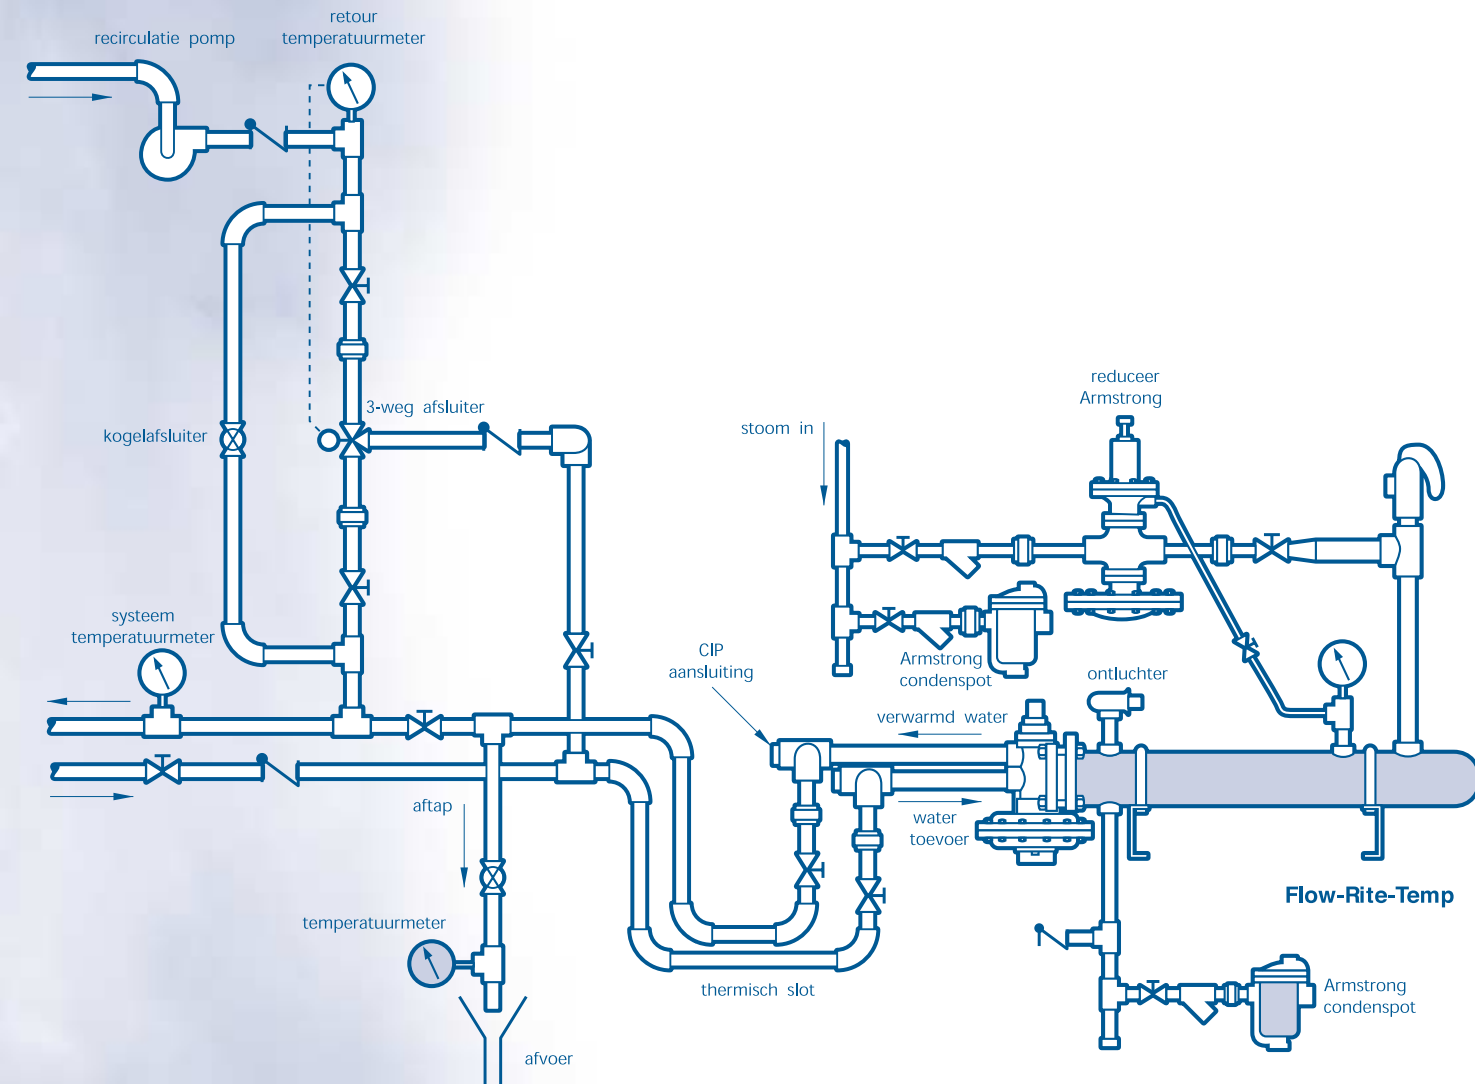 retour
temperatuurmeter
recirculatie pomp
3-weg afsluiter
kogelafsluiter
reduceer
Armstrong
stoom in
systeem
temperatuurmeter
CIP
aansluiting
Armstrong
condenspot
ontluchter
verwarmd water
aftap
water
toevoer
Flow-Rite-Temp
temperatuurmeter
thermisch slot
Armstrong
condenspot
afvoer